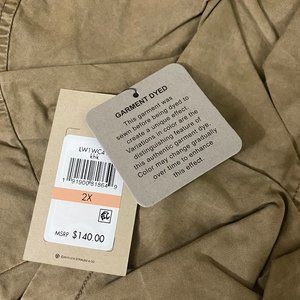 GARMENT DYED
This garment was
sewn before being dyed to
create a unique effect.
Variations in color are the
distinguishing feature of
this authentic garment dye.
Color may change gradually
over time to enhance
this effect.
khk
2X
MSRP $140.00